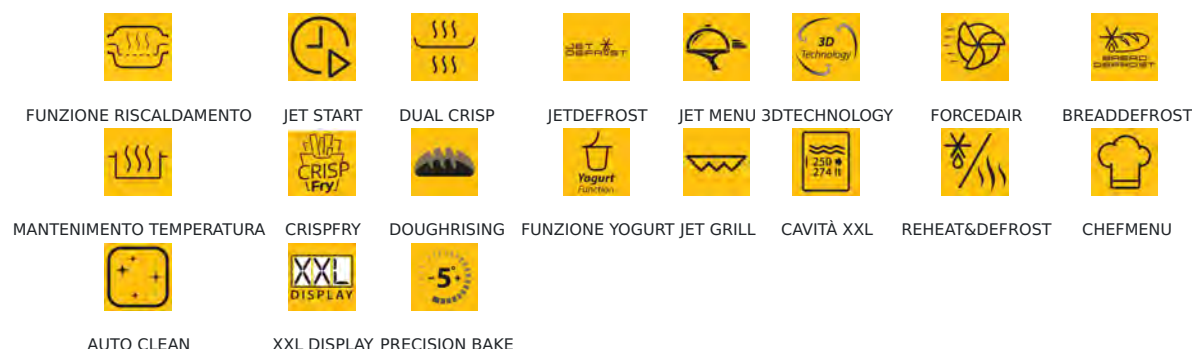 JET DEFROST
3D Technology
BREAD DEFROST
FUNZIONE RISCALDAMENTO JET START DUAL CRISP JETDEFROST JET MENU 3DTECHNOLOGY FORCEDAIR BREADDEFROST
CRISP
Fry!
Yogurt
Function
250
274 lt
MANTENIMENTO TEMPERATURA CRISPFRY DOUGHRISING FUNZIONE YOGURT JET GRILL CAVITÀ XXL REHEAT&DEFROST CHEFMENU
XXL
DISPLAY
-5°+
AUTO CLEAN XXL DISPLAY PRECISION BAKE